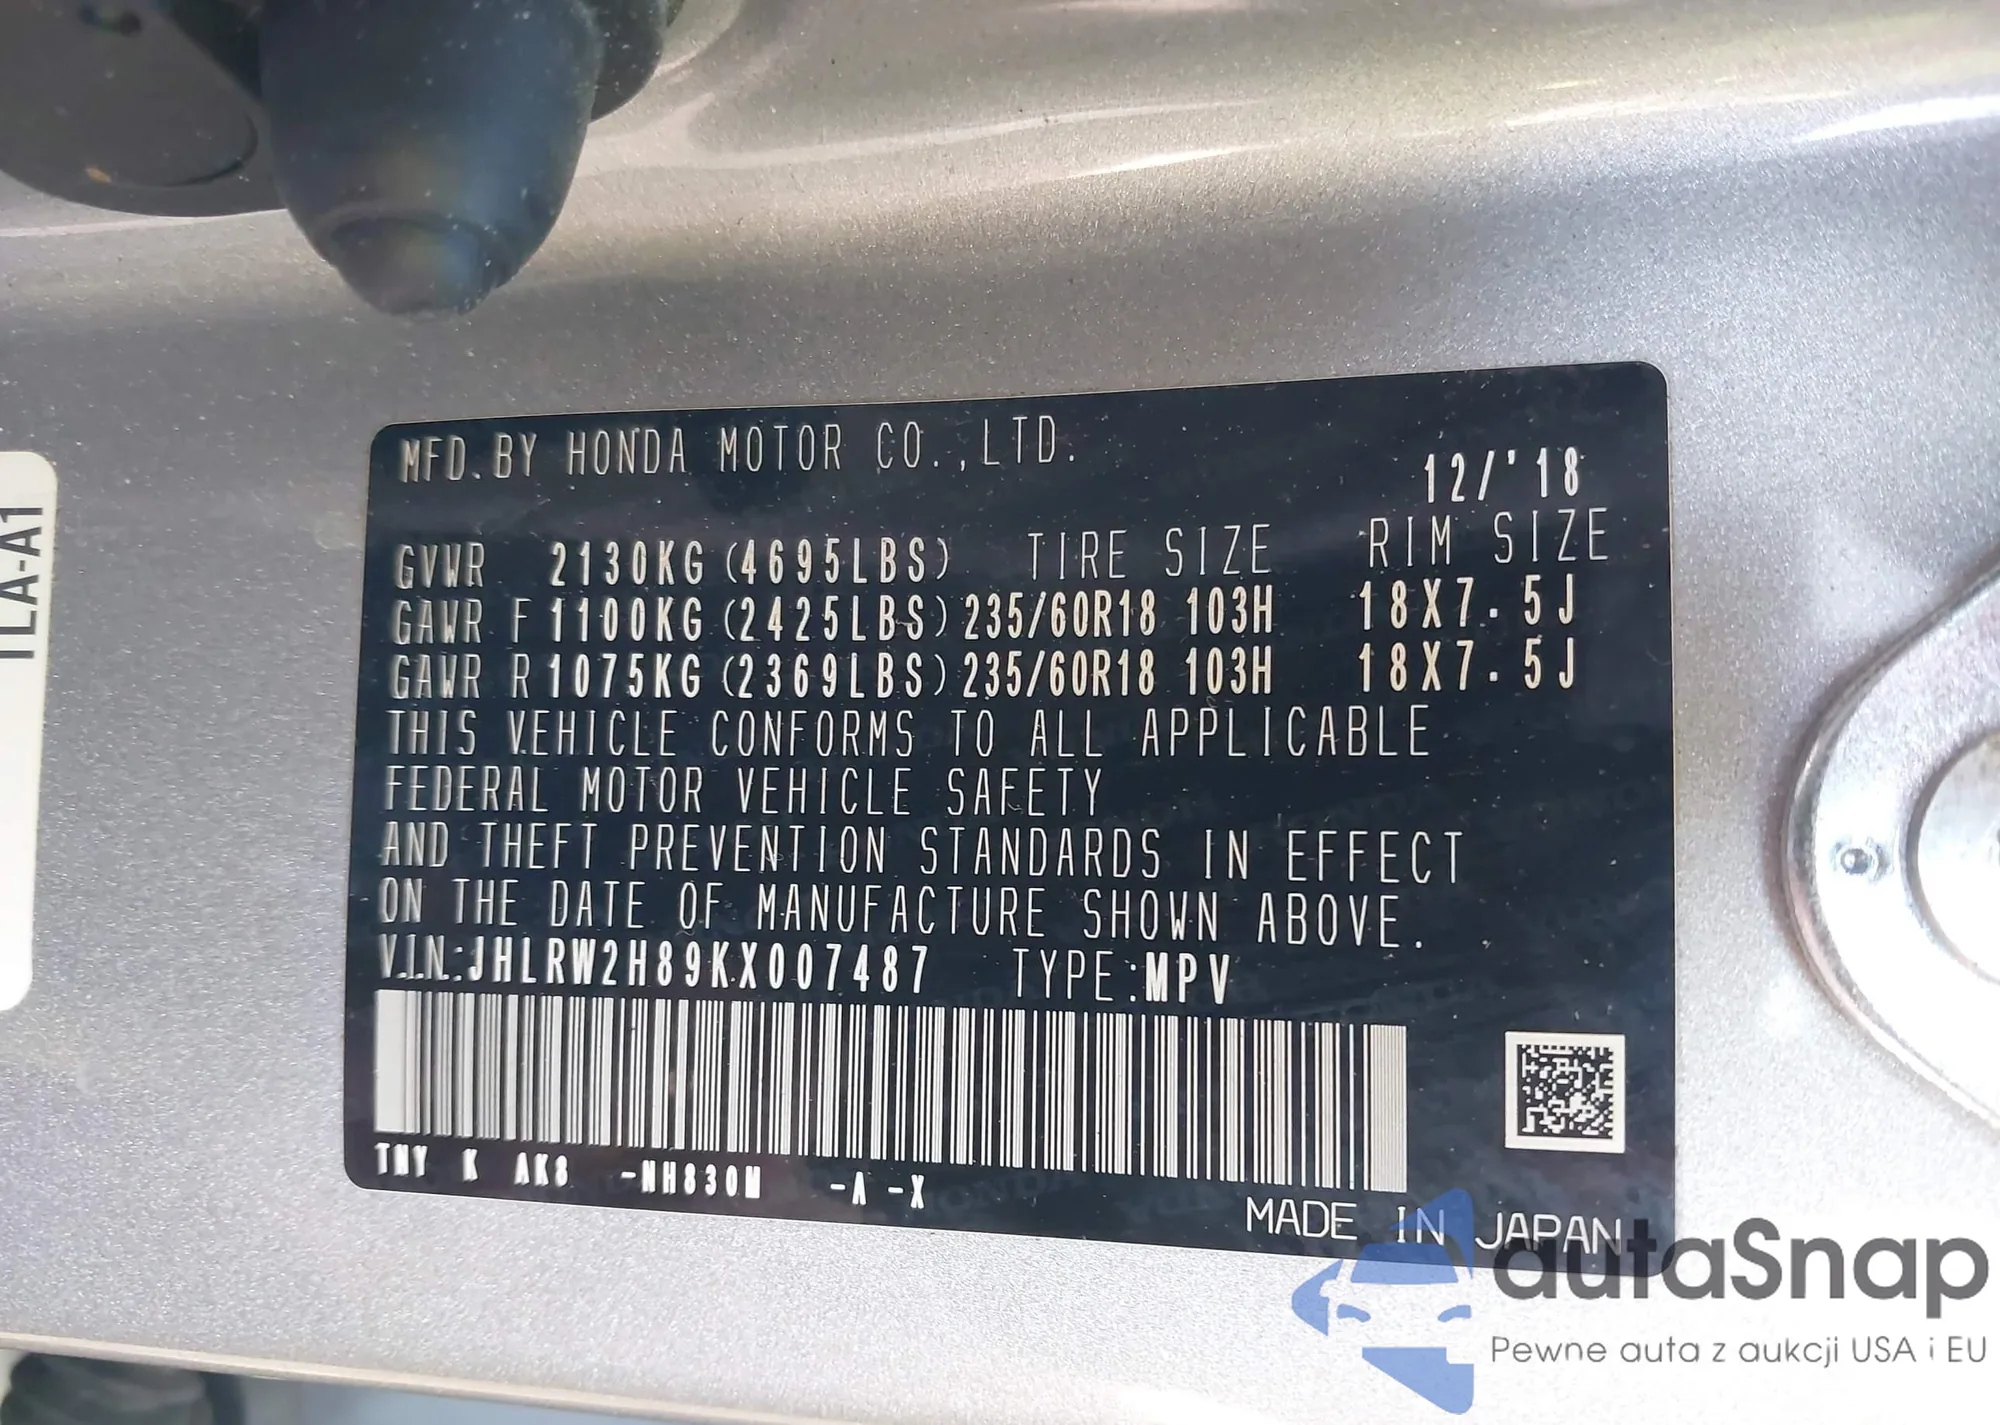 MFD. BY HONDA MOTOR CO.,LTD.
12/'18
GVWR 2130KG (4695LBS) TIRE SIZE RIM SIZE
GAWR F 1100KG (2425LBS) 235/60R18 103H 18X7.5J
GAWR R 1075KG (2369LBS) 235/60R18 103H 18X7.5J
THIS VEHICLE CONFORMS TO ALL APPLICABLE
FEDERAL MOTOR VEHICLE SAFETY
AND THEFT PREVENTION STANDARDS IN EFFECT
ON THE DATE OF MANUFACTURE SHOWN ABOVE.
V.I.N.:JHLRW2H89KX007487 TYPE:MPV
TNY K AK8 -NH830M -A -X
MADE IN JAPAN
TLA-A1
autaSnap
Pewne auta z aukcji USA i EU